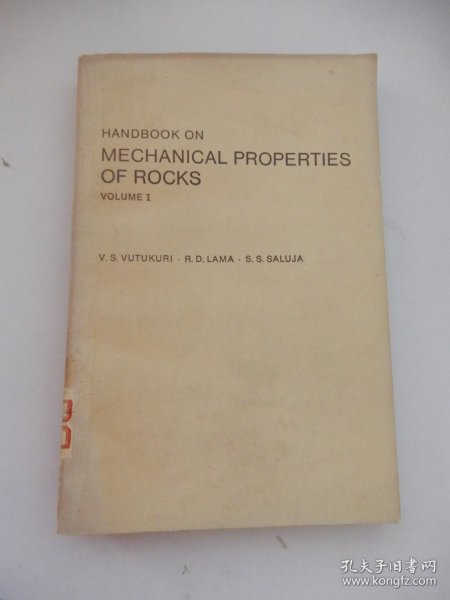 HANDBOOK ON
MECHANICAL PROPERTIES
OF ROCKS
VOLUME I
V. S. VUTUKURI · R. D. LAMA · S. S. SALUJA
孔夫子旧书网
www.kongfz.com